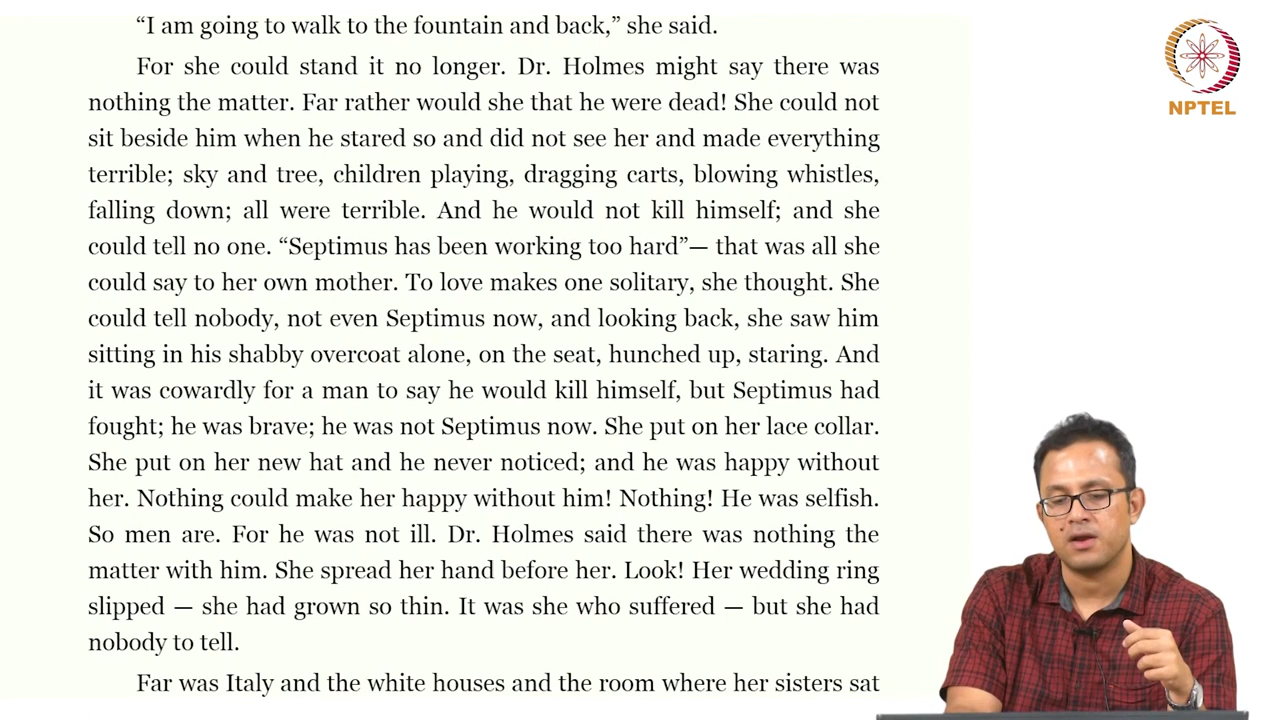 “I am going to walk to the fountain and back,” she said.
For she could stand it no longer. Dr. Holmes might say there was
nothing the matter. Far rather would she that he were dead! She could not
sit beside him when he stared so and did not see her and made everything
terrible; sky and tree, children playing, dragging carts, blowing whistles,
falling down; all were terrible. And he would not kill himself; and she
could tell no one. “Septimus has been working too hard”— that was all she
could say to her own mother. To love makes one solitary, she thought. She
could tell nobody, not even Septimus now, and looking back, she saw him
sitting in his shabby overcoat alone, on the seat, hunched up, staring. And
it was cowardly for a man to say he would kill himself, but Septimus had
fought; he was brave; he was not Septimus now. She put on her lace collar.
She put on her new hat and he never noticed; and he was happy without
her. Nothing could make her happy without him! Nothing! He was selfish.
So men are. For he was not ill. Dr. Holmes said there was nothing the
matter with him. She spread her hand before her. Look! Her wedding ring
slipped — she had grown so thin. It was she who suffered — but she had
nobody to tell.
Far was Italy and the white houses and the room where her sisters sat
NPTEL